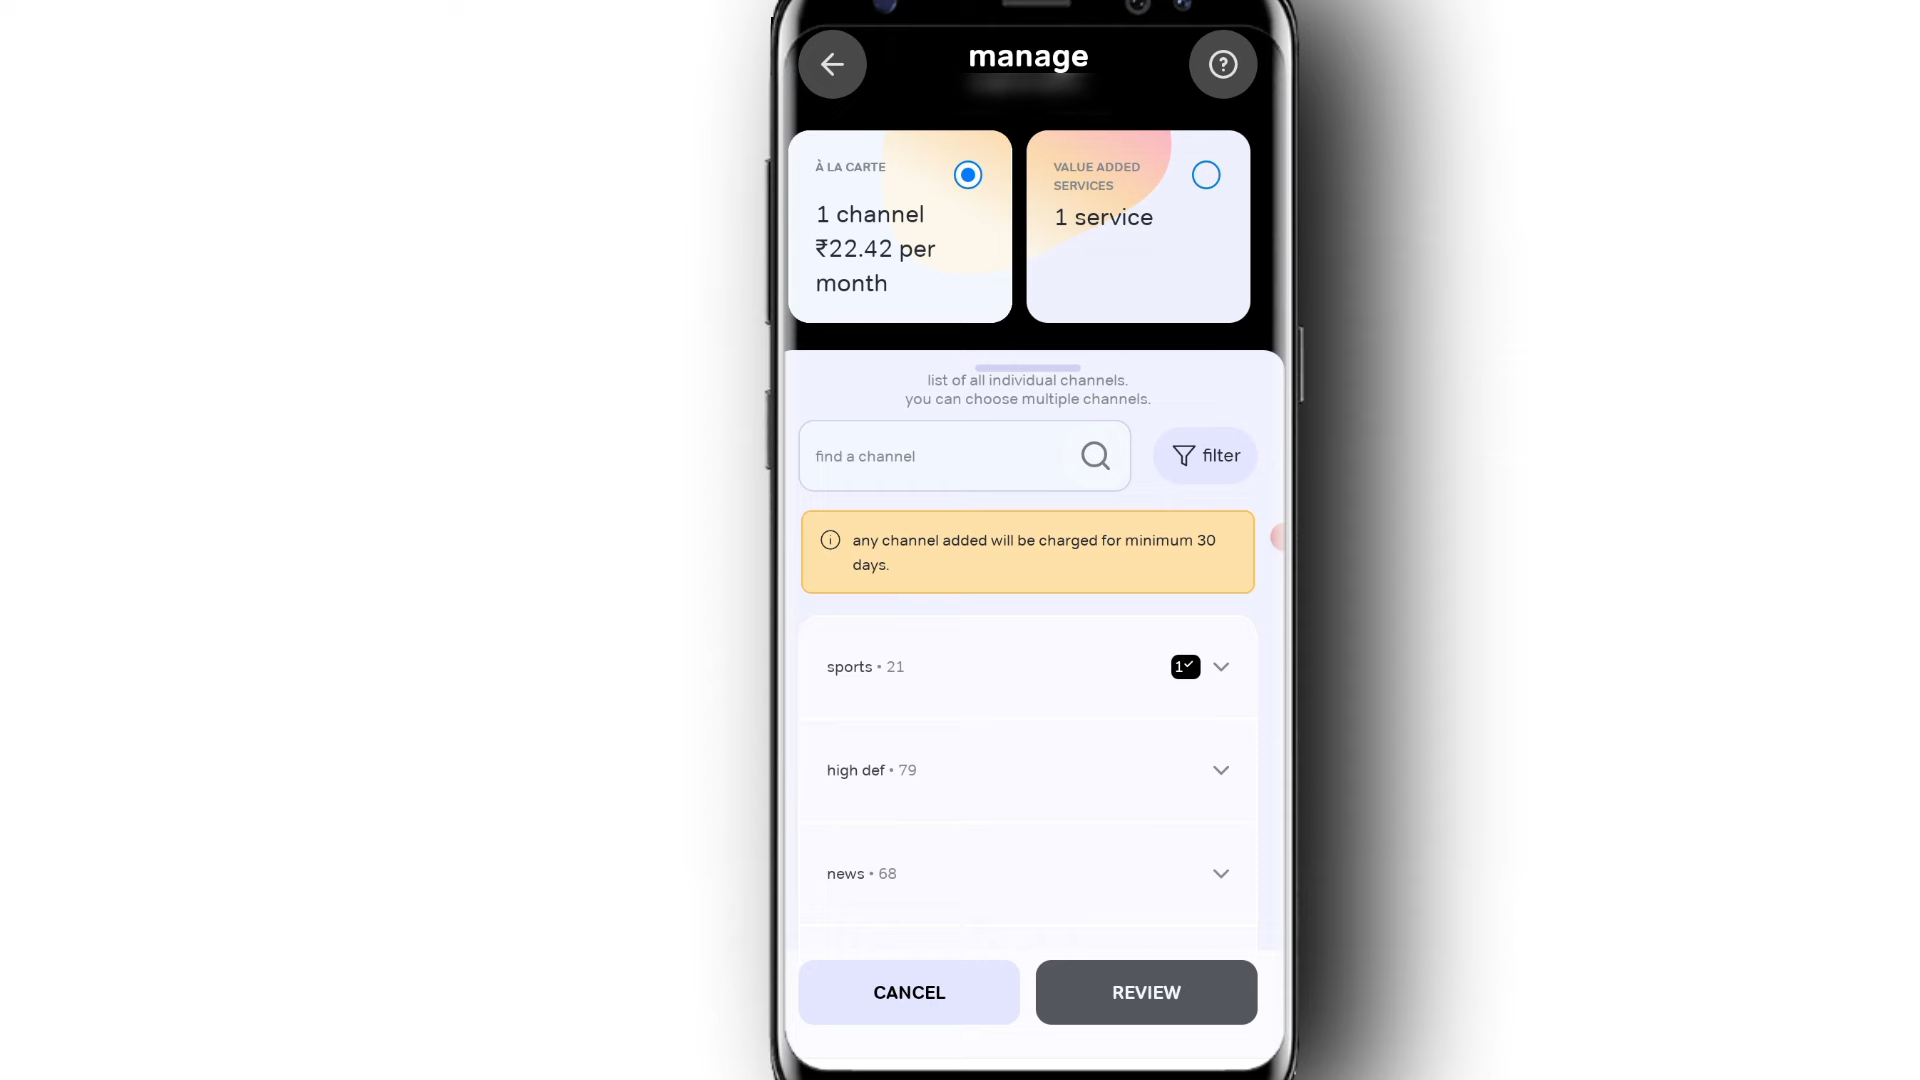 manage
À LA CARTE
1 channel
₹22.42 per
month
VALUE ADDED
SERVICES
1 service
list of all individual channels.
you can choose multiple channels.
find a channel
filter
any channel added will be charged for minimum 30
days.
sports • 21
1
high def • 79
news • 68
CANCEL
REVIEW